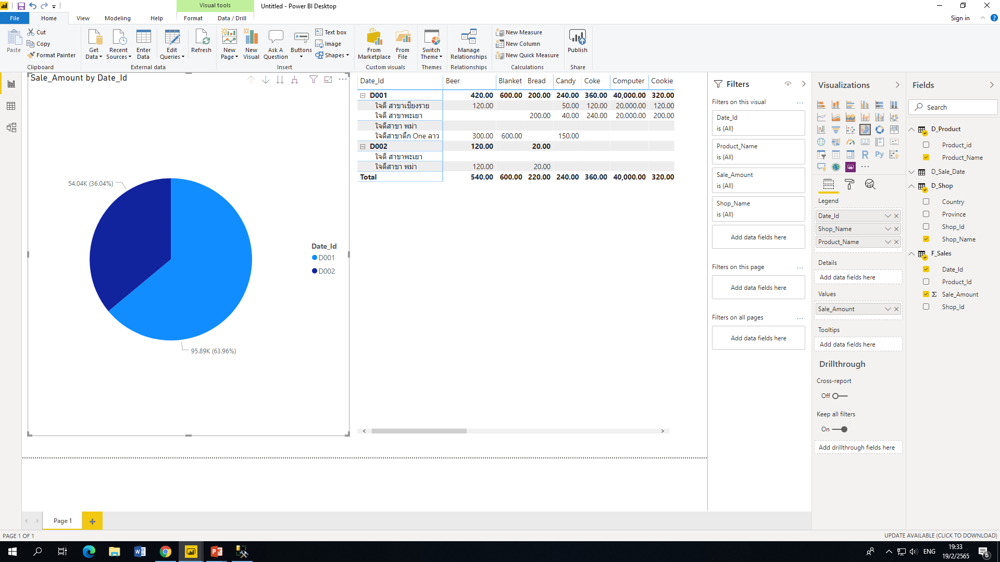 Visual tools
Untitled - Power BI Desktop
File Home View Modeling Help Format Data / Drill
Sign in
Paste
Cut
Copy
Format Painter
Clipboard
Get Data
Recent Sources
Enter Data
Edit Queries
External data
Refresh
New Page
New Visual
Ask A Question
Buttons
Text box
Image
Shapes
Insert
From Marketplace
From File
Custom visuals
Switch Theme
Themes
Manage Relationships
Relationships
New Measure
New Column
New Quick Measure
Calculations
Publish
Share
Sale_Amount by Date_Id
54.04K (36.04%)
95.89K (63.96%)
Date_Id
D001
D002
Date_Id Beer Blanket Bread Candy Coke Computer Cookie
D001 420.00 600.00 200.00 240.00 360.00 40,000.00 320.00
ใจดี สาขาเชียงราย 120.00 50.00 120.00 20,000.00 120.00
ใจดี สาขาพะเยา 200.00 40.00 240.00 20,000.00 200.00
ใจดีสาขา พม่า
ใจดีสาขาตึก One ลาว 300.00 600.00 150.00
D002 120.00 20.00
ใจดี สาขาพะเยา
ใจดีสาขา พม่า 120.00 20.00
Total 540.00 600.00 220.00 240.00 360.00 40,000.00 320.00
Filters
Filters on this visual
Date_Id
is (All)
Product_Name
is (All)
Sale_Amount
is (All)
Shop_Name
is (All)
Add data fields here
Filters on this page
Add data fields here
Filters on all pages
Add data fields here
Visualizations
R Py
Legend
Date_Id
Shop_Name
Product_Name
Details
Add data fields here
Values
Sale_Amount
Tooltips
Add data fields here
Drillthrough
Cross-report
Off
Keep all filters
On
Add drillthrough fields here
Fields
Search
D_Product
Product_id
Product_Name
D_Sale_Date
D_Shop
Country
Province
Shop_Id
Shop_Name
F_Sales
Date_Id
Product_Id
Σ Sale_Amount
Shop_Id
Page 1
PAGE 1 OF 1
UPDATE AVAILABLE (CLICK TO DOWNLOAD)
ENG
19:33
19/2/2565
6